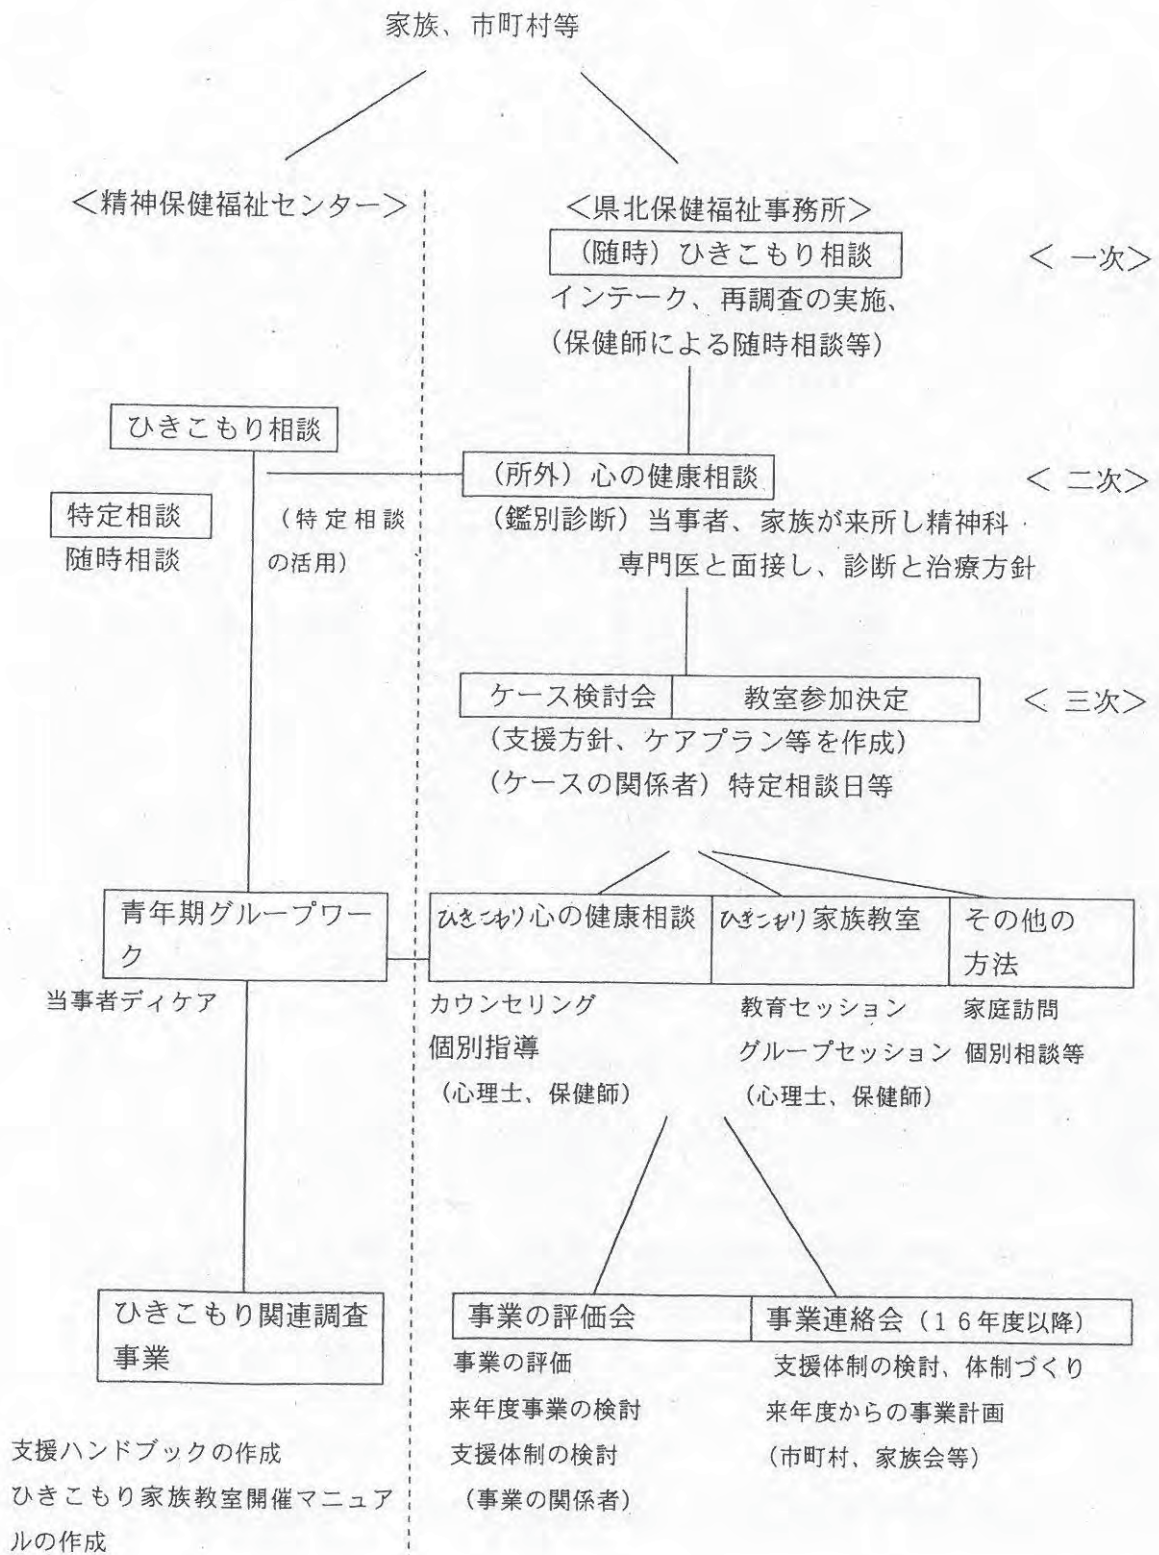 家族、市町村等
＜精神保健福祉センター＞
＜県北保健福祉事務所＞
（随時）ひきこもり相談
＜ 一次＞
インテーク、再調査の実施、
（保健師による随時相談等）
ひきこもり相談
（所外）心の健康相談
＜ 二次＞
特定相談
随時相談
（特定相談
の活用）
（鑑別診断）当事者、家族が来所し精神科
専門医と面接し、診断と治療方針
ケース検討会
教室参加決定
＜ 三次＞
（支援方針、ケアプラン等を作成）
（ケースの関係者）特定相談日等
青年期グループワー
ク
当事者ディケア
ひきこもり心の健康相談
ひきこもり家族教室
その他の
方法
カウンセリング
個別指導
（心理士、保健師）
教育セッション
グループセッション
（心理士、保健師）
家庭訪問
個別相談等
ひきこもり関連調査
事業
事業の評価会
事業連絡会（１６年度以降）
事業の評価
来年度事業の検討
支援体制の検討
（事業の関係者）
支援体制の検討、体制づくり
来年度からの事業計画
（市町村、家族会等）
支援ハンドブックの作成
ひきこもり家族教室開催マニュア
ルの作成